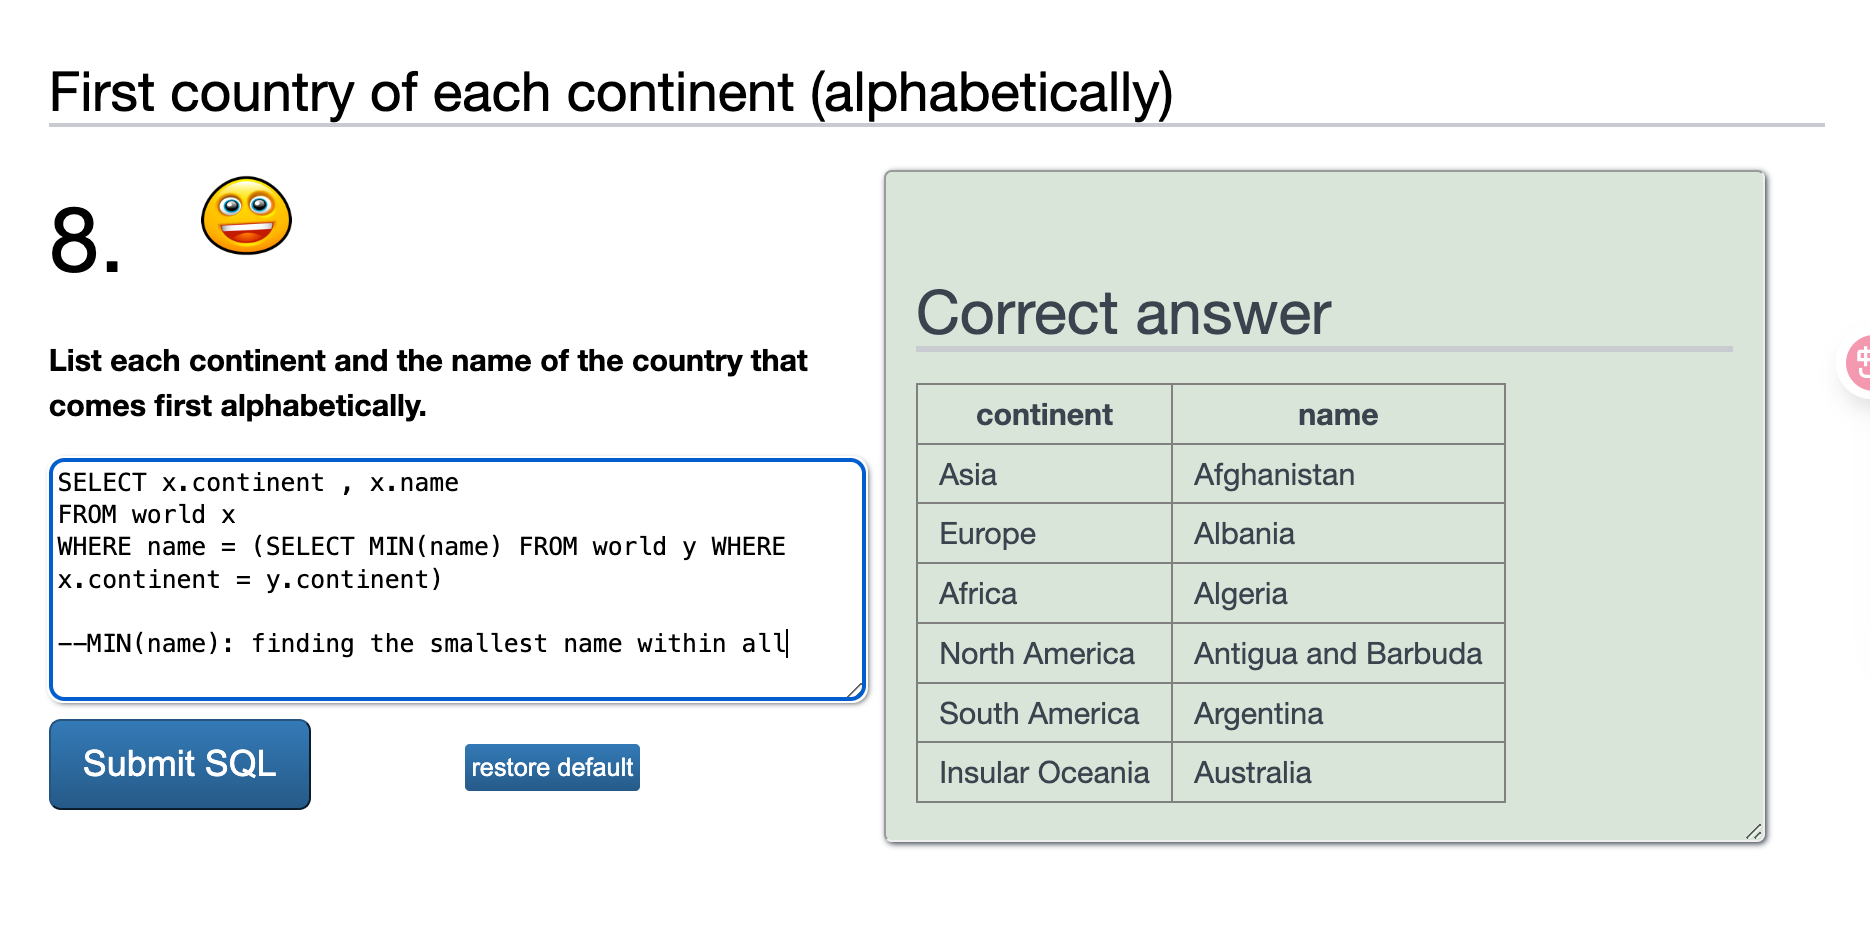 First country of each continent (alphabetically)
8.
List each continent and the name of the country that
comes first alphabetically.
SELECT x.continent , x.name
FROM world x
WHERE name = (SELECT MIN(name) FROM world y WHERE
x.continent = y.continent)
--MIN(name): finding the smallest name within all
Submit SQL
restore default
Correct answer
continent name
Asia Afghanistan
Europe Albania
Africa Algeria
North America Antigua and Barbuda
South America Argentina
Insular Oceania Australia